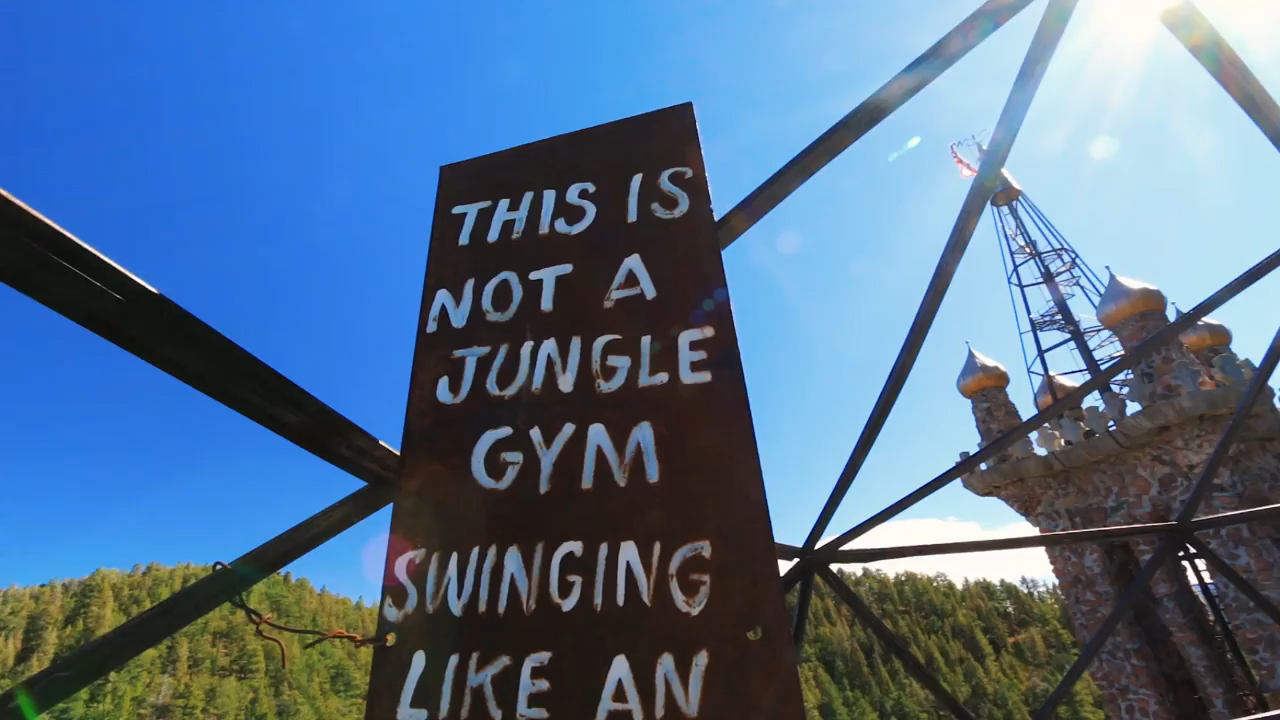 THIS IS
NOT A
JUNGLE
GYM
SWINGING
LIKE AN